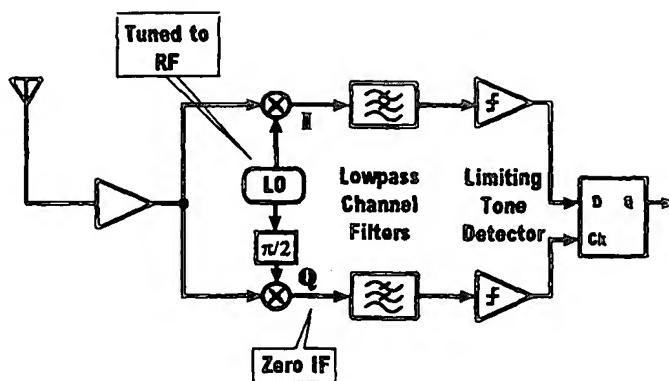 Tuned to
RF
I
LO
Lowpass
Channel
Filters
Limiting
Tone
Detector
D Q
Ck
π/2
Q
Zero IF